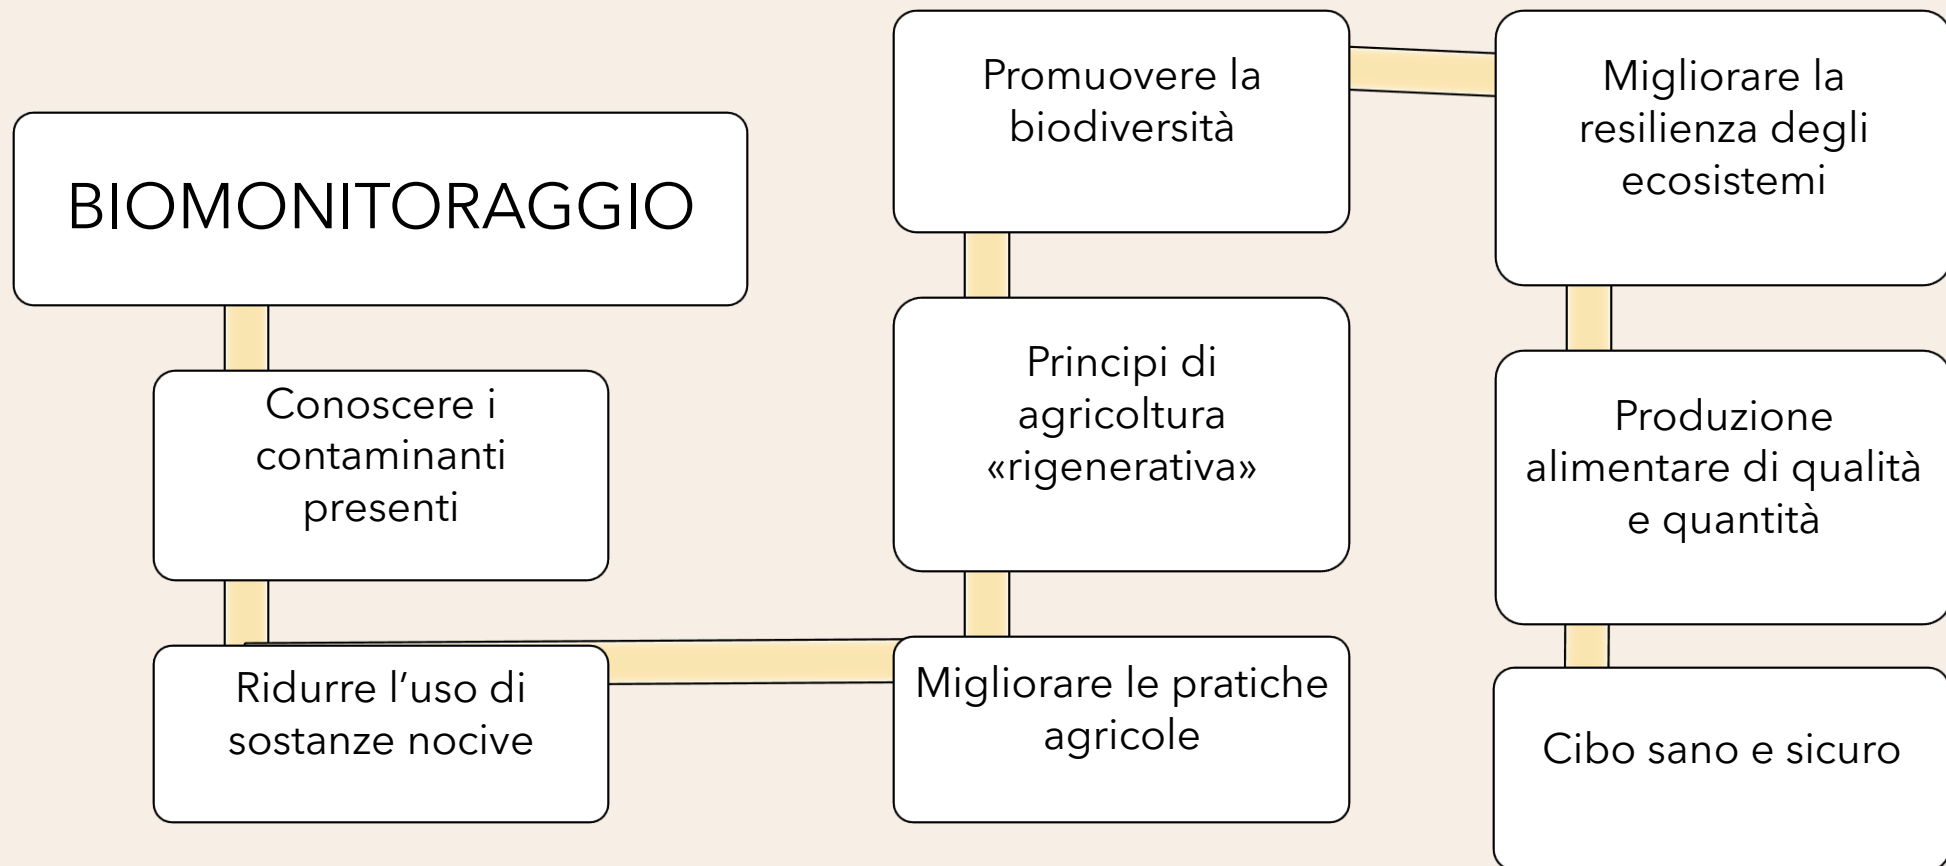 BIOMONITORAGGIO
Conoscere i
contaminanti
presenti
Ridurre l’uso di
sostanze nocive
Migliorare le pratiche
agricole
Principi di
agricoltura
«rigenerativa»
Promuovere la
biodiversità
Migliorare la
resilienza degli
ecosistemi
Produzione
alimentare di qualità
e quantità
Cibo sano e sicuro